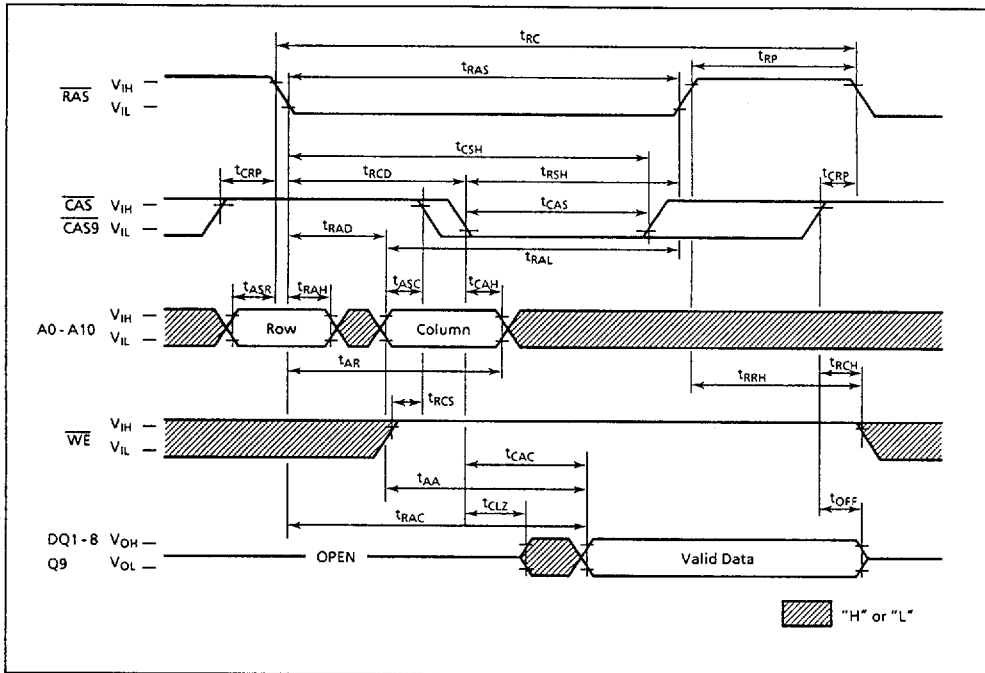 tRC
tRP
tRAS
RAS VIH
VIL
tCSH
tCRP tRCD tRSH tCRP
CAS VIH
CAS9 VIL
tCAS
tRAD
tRAL
tASR tRAH tASC tCAH
A0 - A10 VIH
VIL
Row Column
tAR
tRRH tRCH
tRCS
WE VIH
VIL
tCAC
tAA
tCLZ tOFF
tRAC
DQ1 - 8 VOH
Q9 VOL
OPEN Valid Data
"H" or "L"